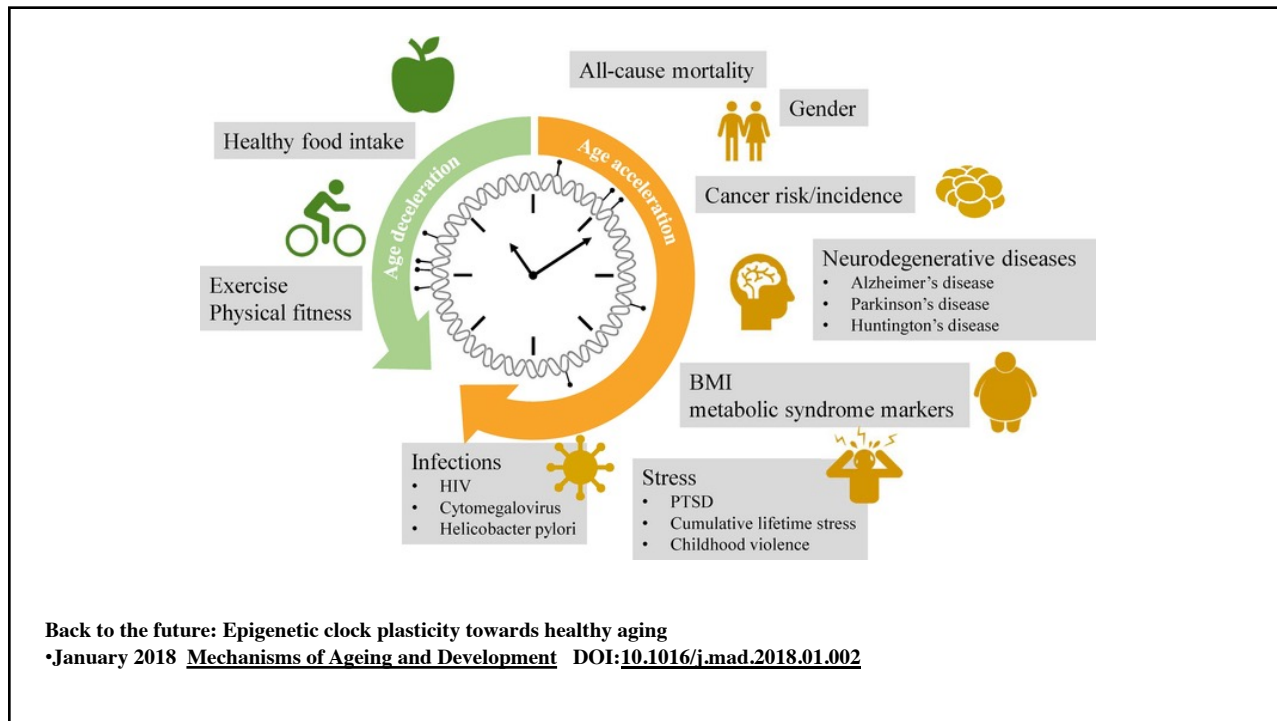 All-cause mortality
Gender
Healthy food intake
Age deceleration
Age acceleration
Cancer risk/incidence
Exercise
Physical fitness
Neurodegenerative diseases
• Alzheimer’s disease
• Parkinson’s disease
• Huntington’s disease
BMI
metabolic syndrome markers
Infections
• HIV
• Cytomegalovirus
• Helicobacter pylori
Stress
• PTSD
• Cumulative lifetime stress
• Childhood violence
Back to the future: Epigenetic clock plasticity towards healthy aging
•January 2018 Mechanisms of Ageing and Development DOI:10.1016/j.mad.2018.01.002